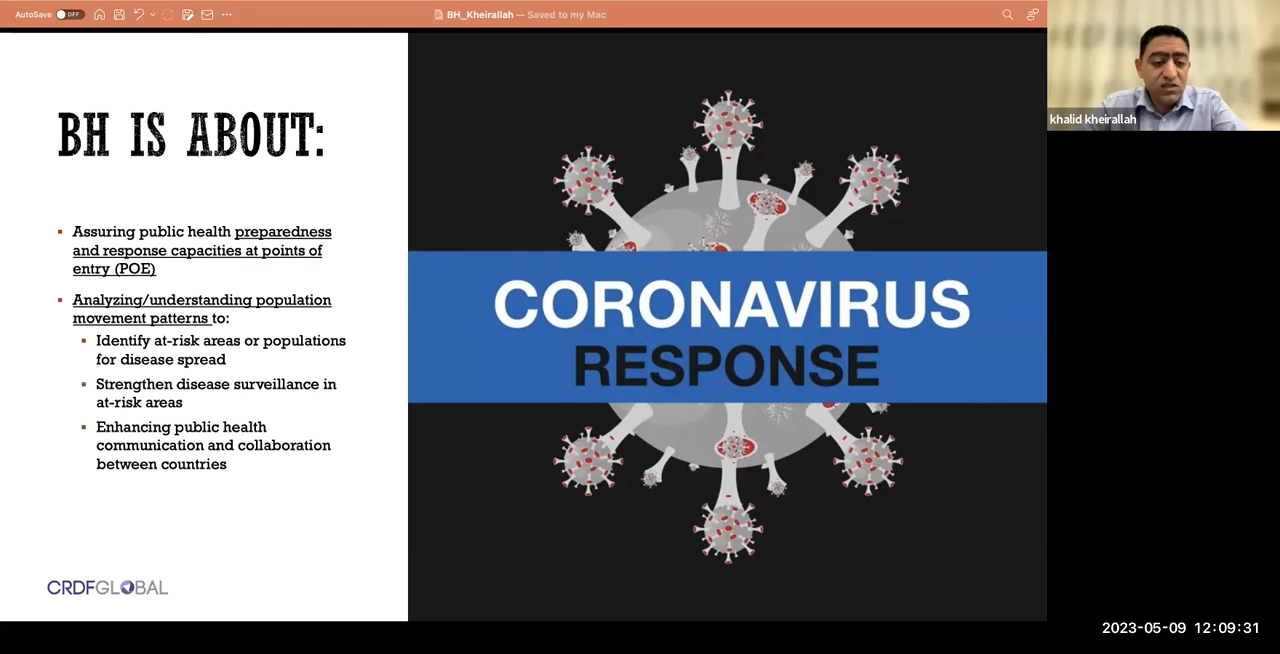 AutoSave OFF
BH_Kheirallah — Saved to my Mac
khalid kheirallah
BH IS ABOUT:
▪ Assuring public health preparedness
and response capacities at points of
entry (POE)
▪ Analyzing/understanding population
movement patterns to:
▪ Identify at-risk areas or populations
for disease spread
▪ Strengthen disease surveillance in
at-risk areas
▪ Enhancing public health
communication and collaboration
between countries
CORONAVIRUS
RESPONSE
CRDFGLOBAL
2023-05-09 12:09:31